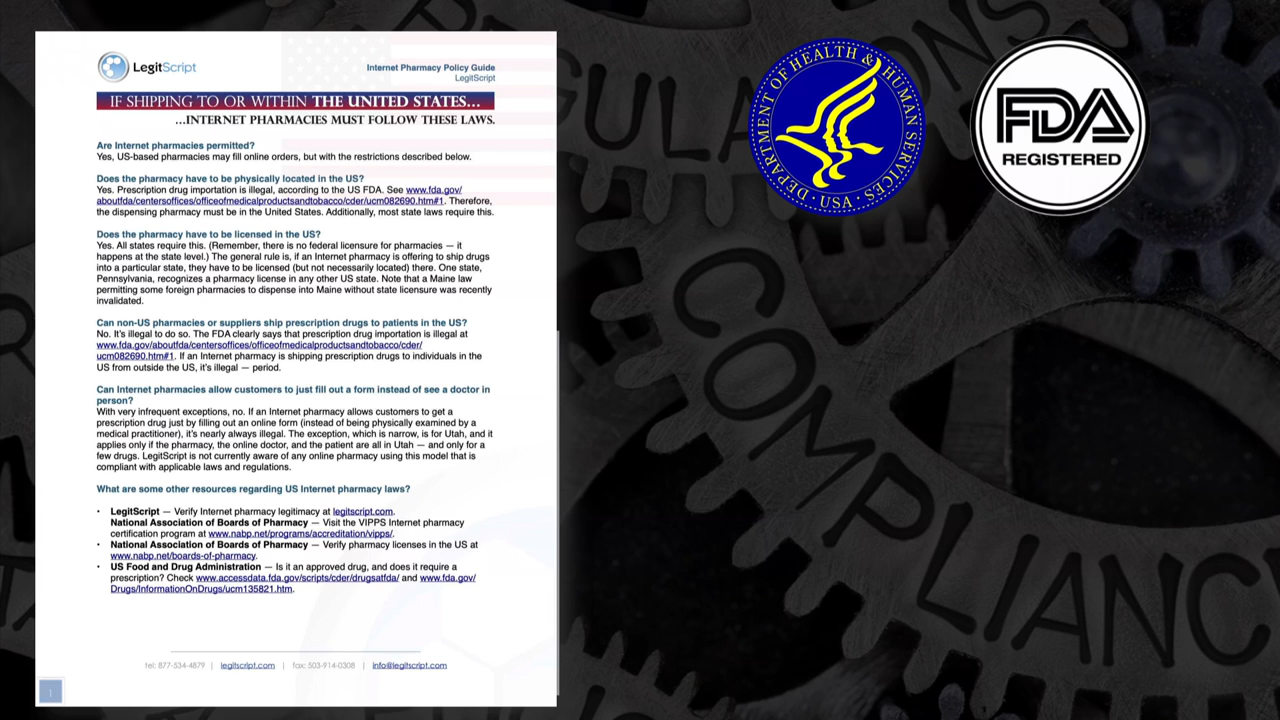 LegitScript
Internet Pharmacy Policy Guide
LegitScript
IF SHIPPING TO OR WITHIN THE UNITED STATES...
...INTERNET PHARMACIES MUST FOLLOW THESE LAWS.
Are Internet pharmacies permitted?
Yes, US-based pharmacies may fill online orders, but with the restrictions described below.
Does the pharmacy have to be physically located in the US?
Yes. Prescription drug importation is illegal, according to the US FDA. See www.fda.gov/
aboutfda/centersoffices/officeofmedicalproductsandtobacco/cder/ucm082690.htm#1. Therefore,
the dispensing pharmacy must be in the United States. Additionally, most state laws require this.
Does the pharmacy have to be licensed in the US?
Yes. All states require this. (Remember, there is no federal licensure for pharmacies — it
happens at the state level.) The general rule is, if an Internet pharmacy is offering to ship drugs
into a particular state, they have to be licensed (but not necessarily located) there. One state,
Pennsylvania, recognizes a pharmacy license in any other US state. Note that a Maine law
permitting some foreign pharmacies to dispense into Maine without state licensure was recently
invalidated.
Can non-US pharmacies or suppliers ship prescription drugs to patients in the US?
No. It's illegal to do so. The FDA clearly says that prescription drug importation is illegal at
www.fda.gov/aboutfda/centersoffices/officeofmedicalproductsandtobacco/cder/
ucm082690.htm#1. If an Internet pharmacy is shipping prescription drugs to individuals in the
US from outside the US, it's illegal — period.
Can Internet pharmacies allow customers to just fill out a form instead of see a doctor in
person?
With very infrequent exceptions, no. If an Internet pharmacy allows customers to get a
prescription drug just by filling out an online form (instead of being physically examined by a
medical practitioner), it's nearly always illegal. The exception, which is narrow, is for Utah, and it
applies only if the pharmacy, the online doctor, and the patient are all in Utah — and only for a
few drugs. LegitScript is not currently aware of any online pharmacy using this model that is
compliant with applicable laws and regulations.
What are some other resources regarding US Internet pharmacy laws?
• LegitScript — Verify Internet pharmacy legitimacy at legitscript.com.
National Association of Boards of Pharmacy — Visit the VIPPS Internet pharmacy
certification program at www.nabp.net/programs/accreditation/vipps/.
• National Association of Boards of Pharmacy — Verify pharmacy licenses in the US at
www.nabp.net/boards-of-pharmacy.
• US Food and Drug Administration — Is it an approved drug, and does it require a
prescription? Check www.accessdata.fda.gov/scripts/cder/drugsatfda/ and www.fda.gov/
Drugs/InformationOnDrugs/ucm135821.htm.
tel: 877-534-4879 | legitscript.com | fax: 503-914-0308 | info@legitscript.com
1
DEPARTMENT OF HEALTH & HUMAN SERVICES · USA
FDA
REGISTERED
COMPLIANC